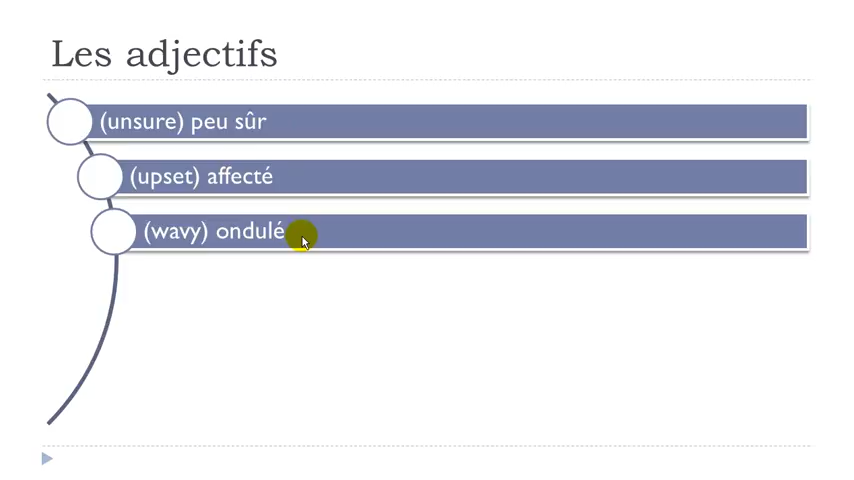 Les adjectifs
(unsure) peu sûr
(upset) affecté
(wavy) ondulé